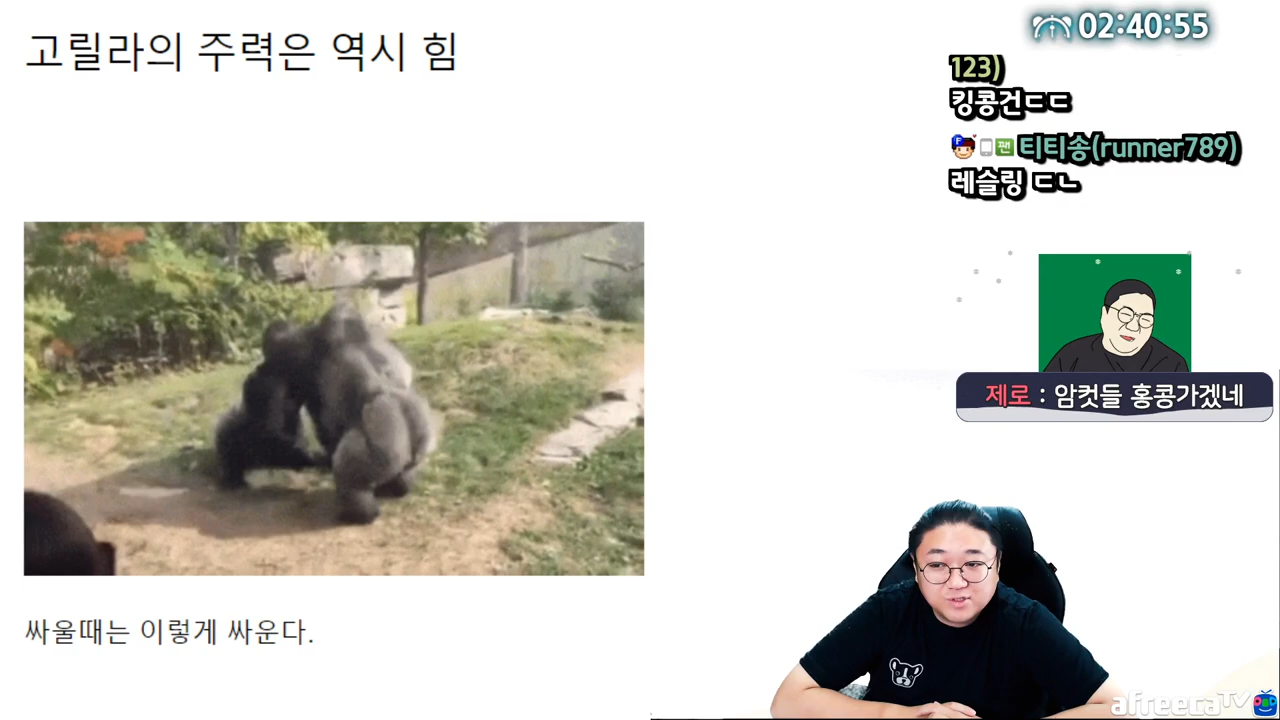 고릴라의 주력은 역시 힘
싸울때는 이렇게 싸운다.
02:40:55
123)
킹콩건ㄷㄷ
팬 티티송(runner789)
레슬링 ㄷㄴ
제로 : 암컷들 홍콩가겠네
afreecaTV